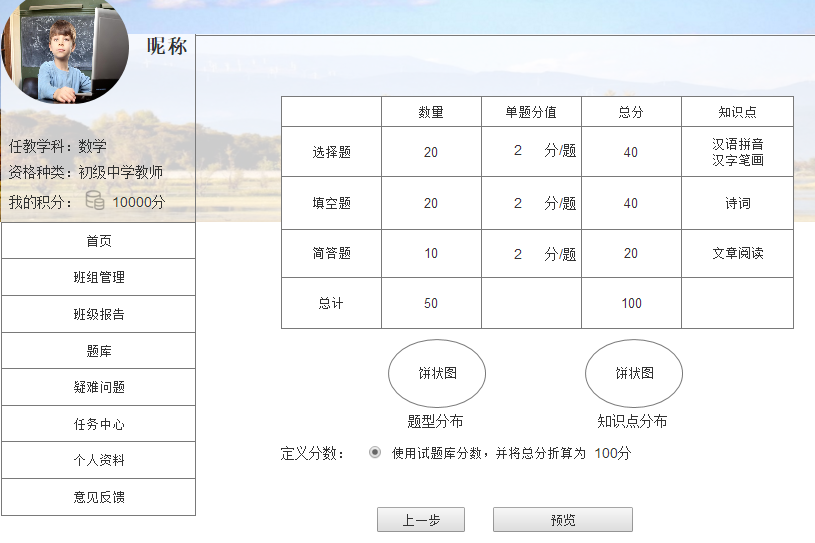 昵称
任教学科：数学
资格种类：初级中学教师
我的积分： 10000分
首页
班组管理
班级报告
题库
疑难问题
任务中心
个人资料
意见反馈
数量 单题分值 总分 知识点
选择题 20 2 分/题 40 汉语拼音
汉字笔画
填空题 20 2 分/题 40 诗词
简答题 10 2 分/题 20 文章阅读
总计 50 100
饼状图 饼状图
题型分布 知识点分布
定义分数： 使用试题库分数，并将总分折算为 100分
上一步 预览